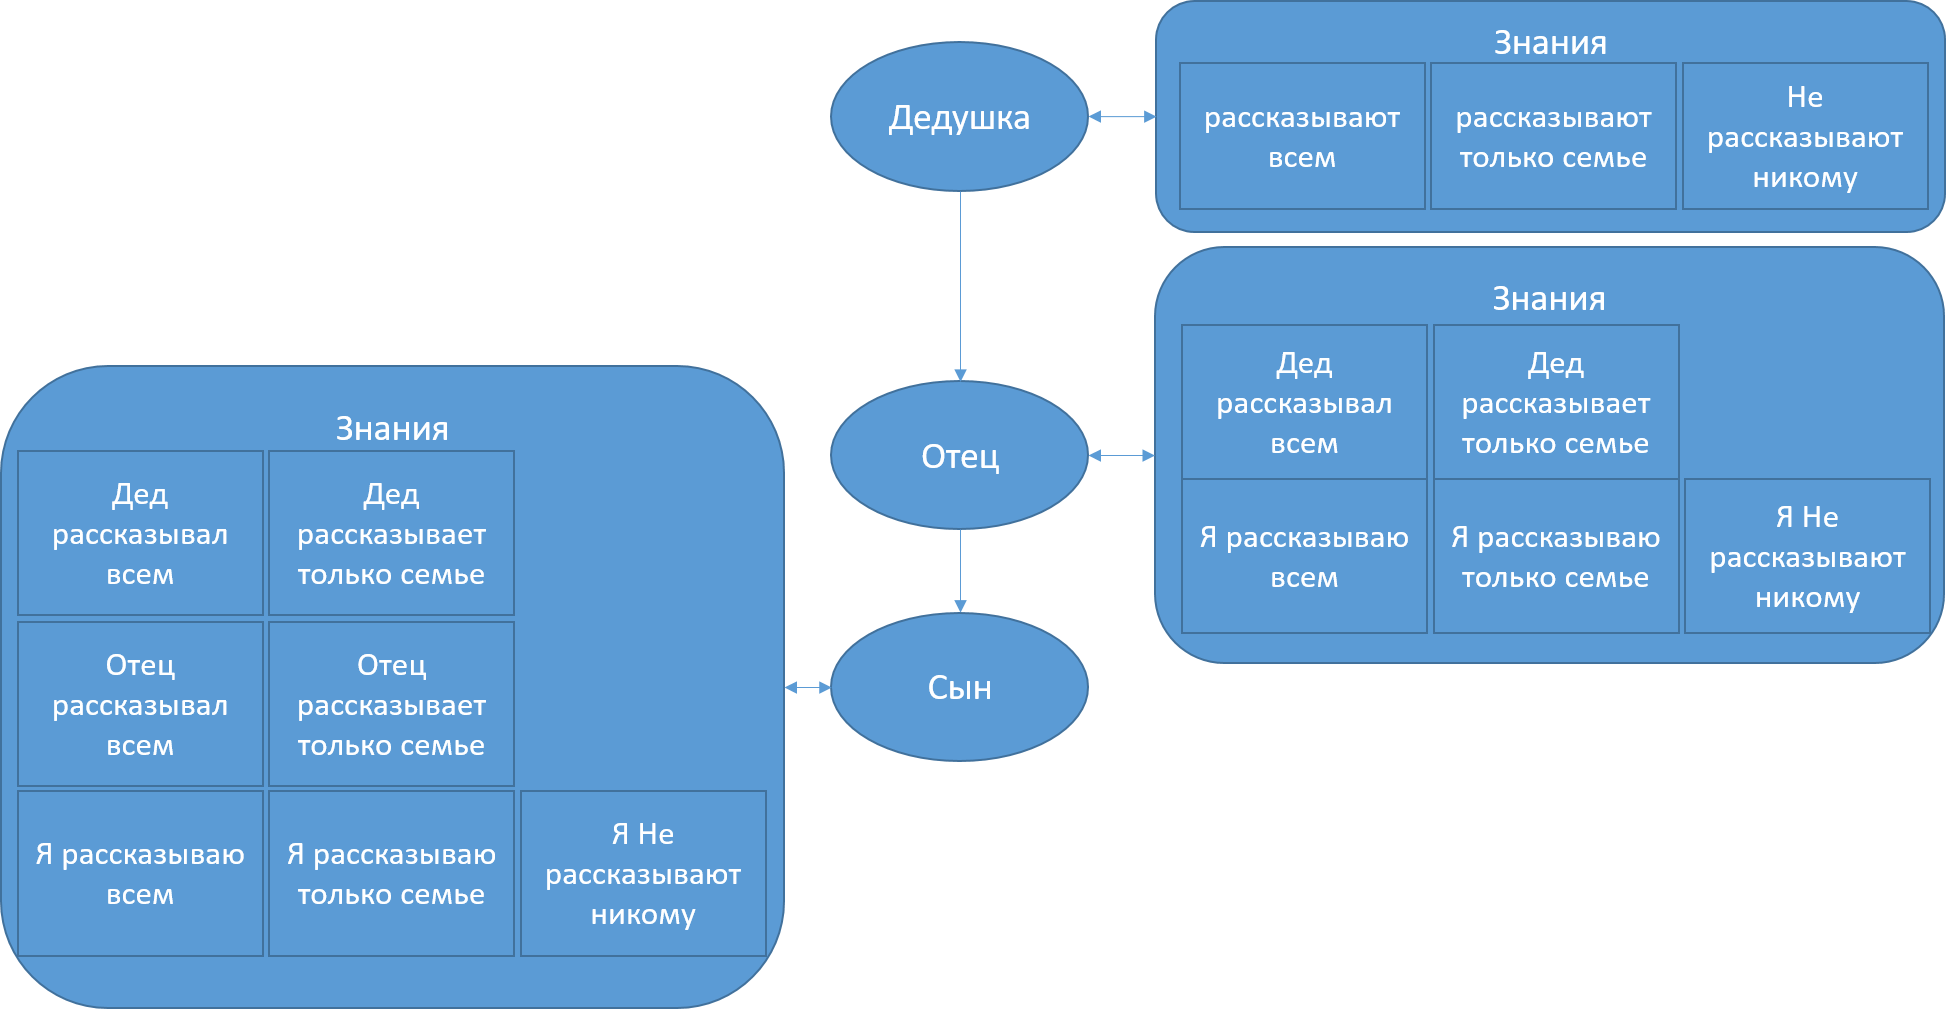 Дедушка
Знания
рассказывают
всем
рассказывают
только семье
Не
рассказывают
никому
Отец
Знания
Дед
рассказывал
всем
Дед
рассказывает
только семье
Я рассказываю
всем
Я рассказываю
только семье
Я Не
рассказывают
никому
Сын
Знания
Дед
рассказывал
всем
Дед
рассказывает
только семье
Отец
рассказывал
всем
Отец
рассказывает
только семье
Я рассказываю
всем
Я рассказываю
только семье
Я Не
рассказывают
никому